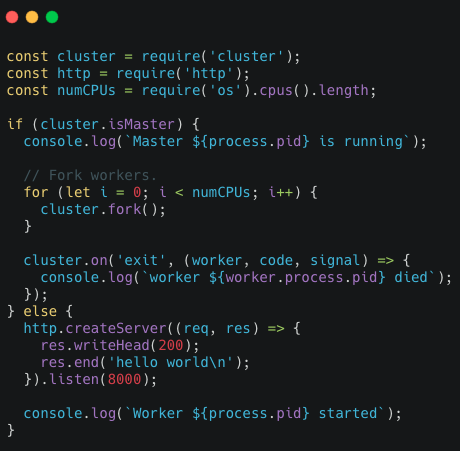 const cluster = require('cluster');
const http = require('http');
const numCPUs = require('os').cpus().length;

if (cluster.isMaster) {
  console.log(`Master ${process.pid} is running`);

  // Fork workers.
  for (let i = 0; i < numCPUs; i++) {
    cluster.fork();
  }

  cluster.on('exit', (worker, code, signal) => {
    console.log(`worker ${worker.process.pid} died`);
  });
} else {
  http.createServer((req, res) => {
    res.writeHead(200);
    res.end('hello world\n');
  }).listen(8000);

  console.log(`Worker ${process.pid} started`);
}